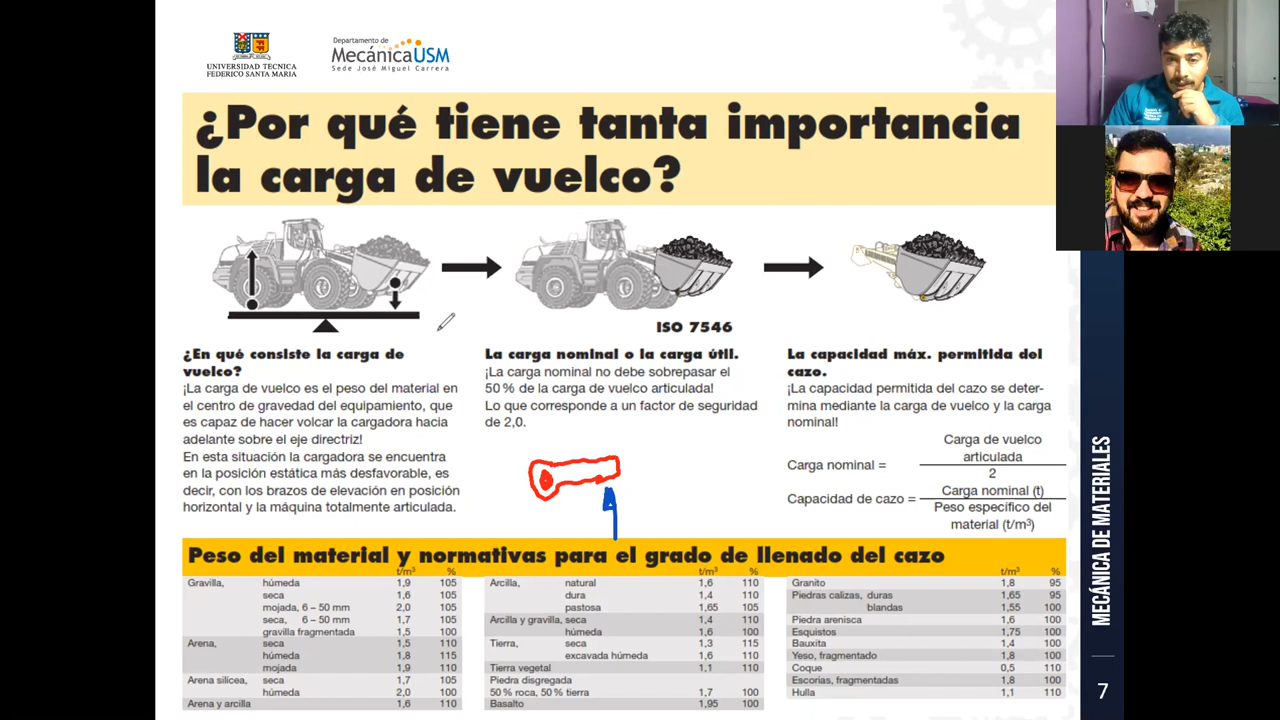 UNIVERSIDAD TECNICA
FEDERICO SANTA MARIA
Departamento de
MecánicaUSM
Sede José Miguel Carrera
¿Por qué tiene tanta importancia
la carga de vuelco?
ISO 7546
¿En qué consiste la carga de
vuelco?
¡La carga de vuelco es el peso del material en
el centro de gravedad del equipamiento, que
es capaz de hacer volcar la cargadora hacia
adelante sobre el eje directriz!
En esta situación la cargadora se encuentra
en la posición estática más desfavorable, es
decir, con los brazos de elevación en posición
horizontal y la máquina totalmente articulada.
La carga nominal o la carga útil.
¡La carga nominal no debe sobrepasar el
50 % de la carga de vuelco articulada!
Lo que corresponde a un factor de seguridad
de 2,0.
La capacidad máx. permitida del
cazo.
¡La capacidad permitida del cazo se deter-
mina mediante la carga de vuelco y la carga
nominal!
Carga nominal = Carga de vuelco
articulada
2
Capacidad de cazo = Carga nominal (t)
Peso específico del
material (t/m³)
Peso del material y normativas para el grado de llenado del cazo
t/m³ %
Gravilla, húmeda 1,9 105
seca 1,6 105
mojada, 6 – 50 mm 2,0 105
seca, 6 – 50 mm 1,7 105
gravilla fragmentada 1,5 100
Arena, seca 1,5 110
húmeda 1,8 115
mojada 1,9 110
Arena silícea, seca 1,7 105
húmeda 2,0 100
Arena y arcilla 1,6 110
t/m³ %
Arcilla, natural 1,6 110
dura 1,4 110
pastosa 1,65 105
Arcilla y gravilla, seca 1,4 110
húmeda 1,6 100
Tierra, seca 1,3 115
excavada húmeda 1,6 110
Tierra vegetal 1,1 110
Piedra disgregada
50 % roca, 50 % tierra 1,7 100
Basalto 1,95 100
t/m³ %
Granito 1,8 95
Piedras calizas, duras 1,65 95
blandas 1,55 100
Piedra arenisca 1,6 100
Esquistos 1,75 100
Bauxita 1,4 100
Yeso, fragmentado 1,8 100
Coque 0,5 110
Escorias, fragmentadas 1,8 100
Hulla 1,1 110
MECÁNICA DE MATERIALES
7